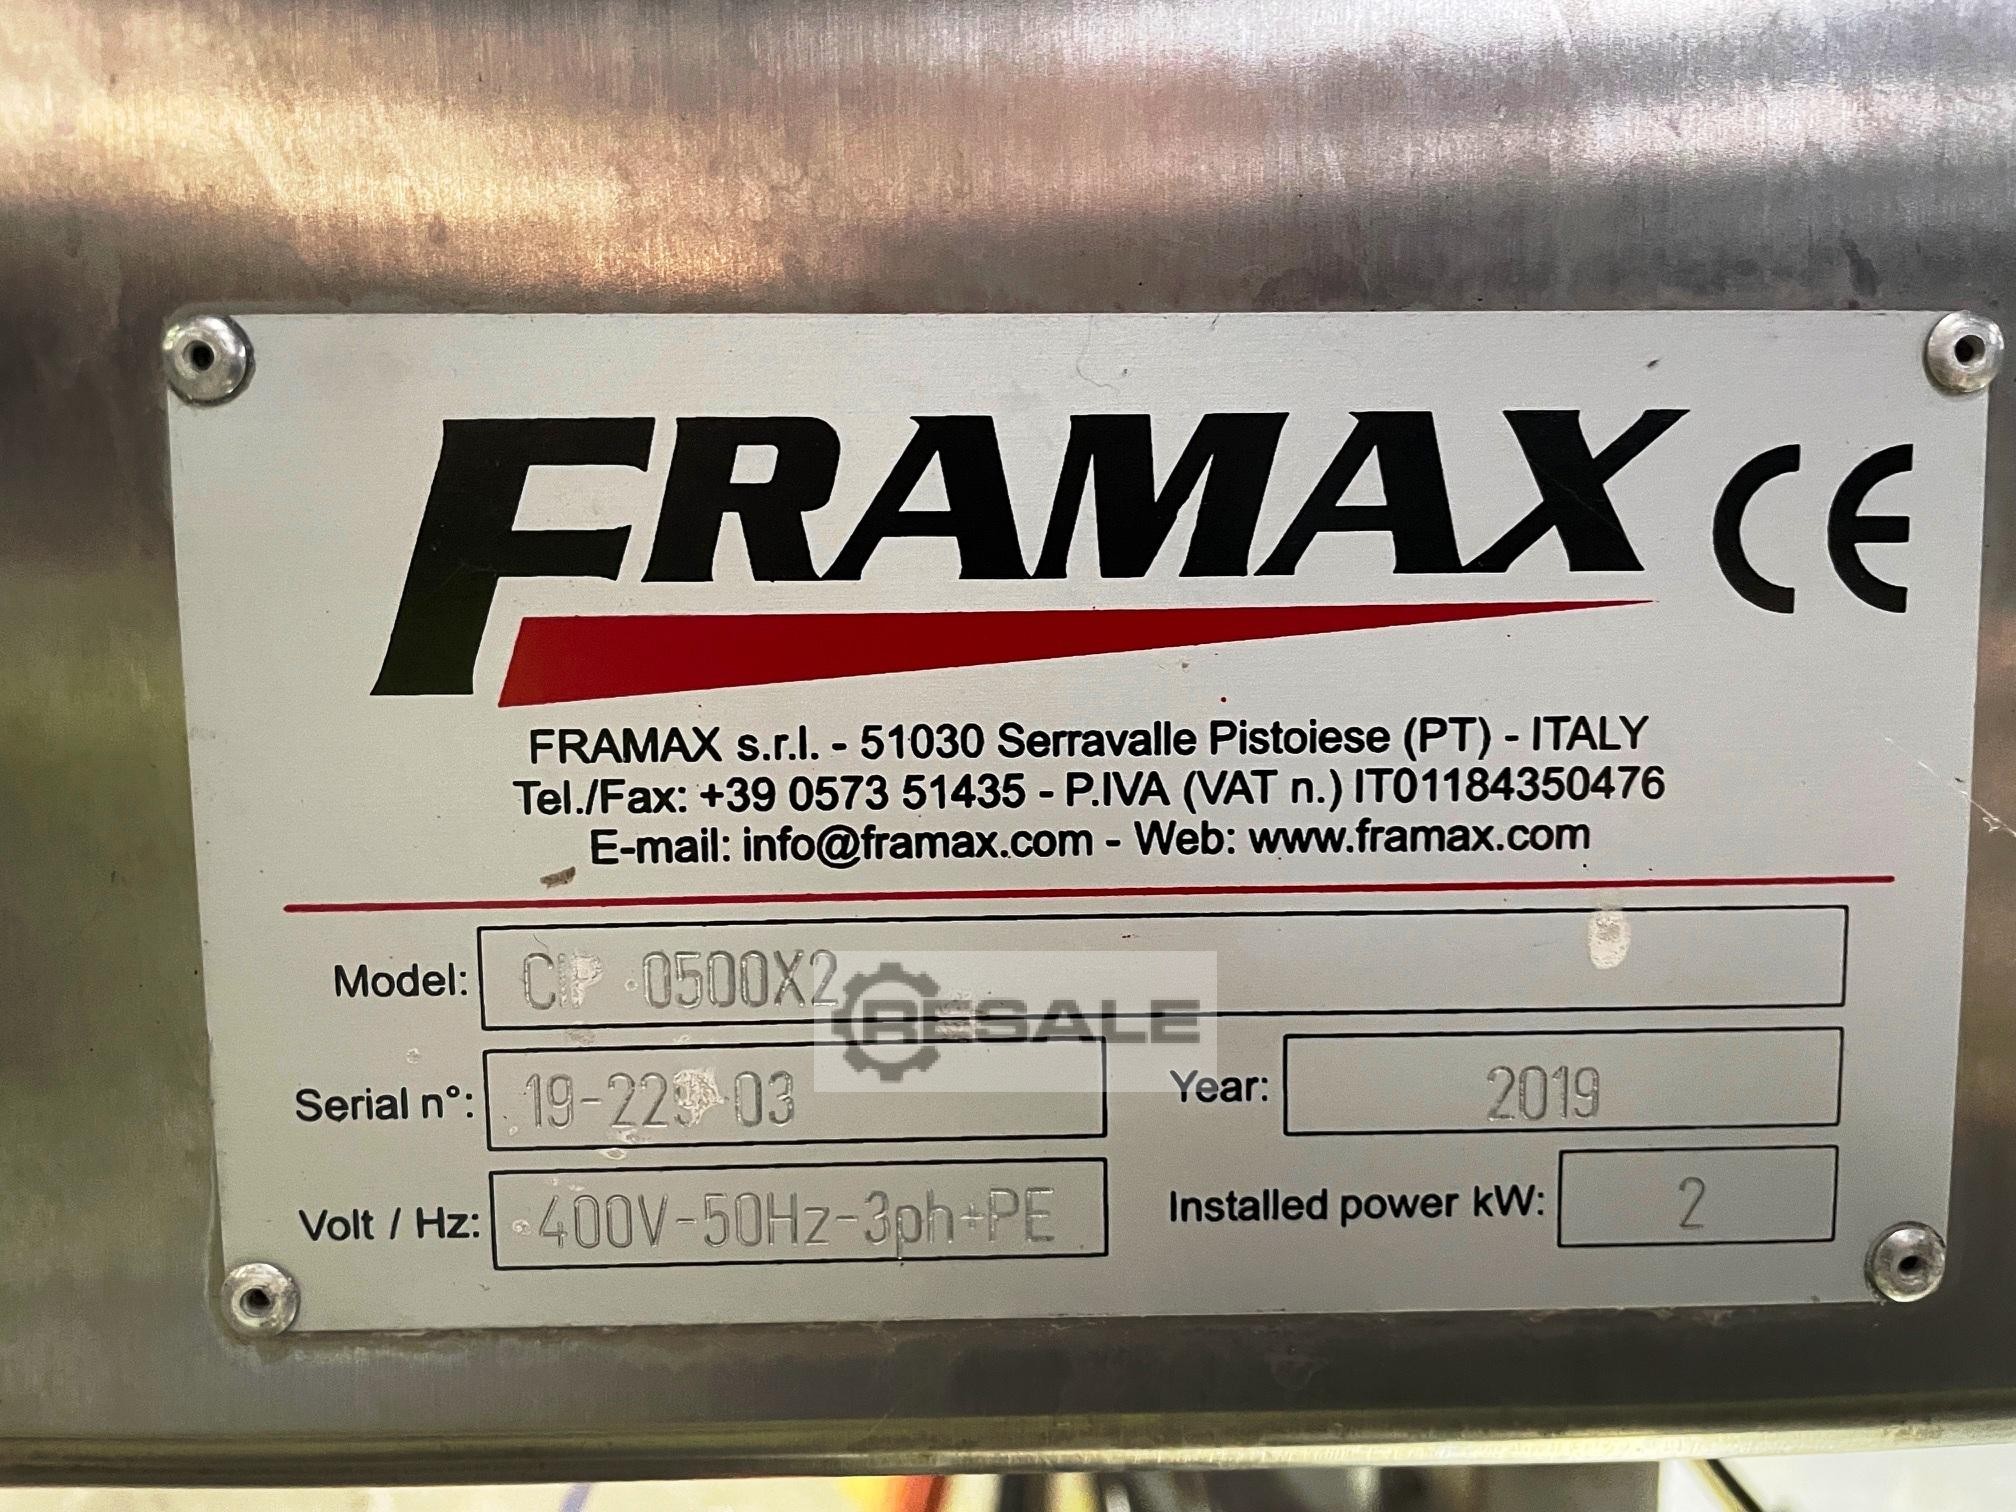 FRAMAX CE
FRAMAX s.r.l. - 51030 Serravalle Pistoiese (PT) - ITALY
Tel./Fax: +39 0573 51435 - P.IVA (VAT n.) IT01184350476
E-mail: info@framax.com - Web: www.framax.com
Model: CIP 0500X2
RESALE
Serial n°: Year: 2019
Volt / Hz: 400V-50Hz-3ph+PE Installed power kW: 2